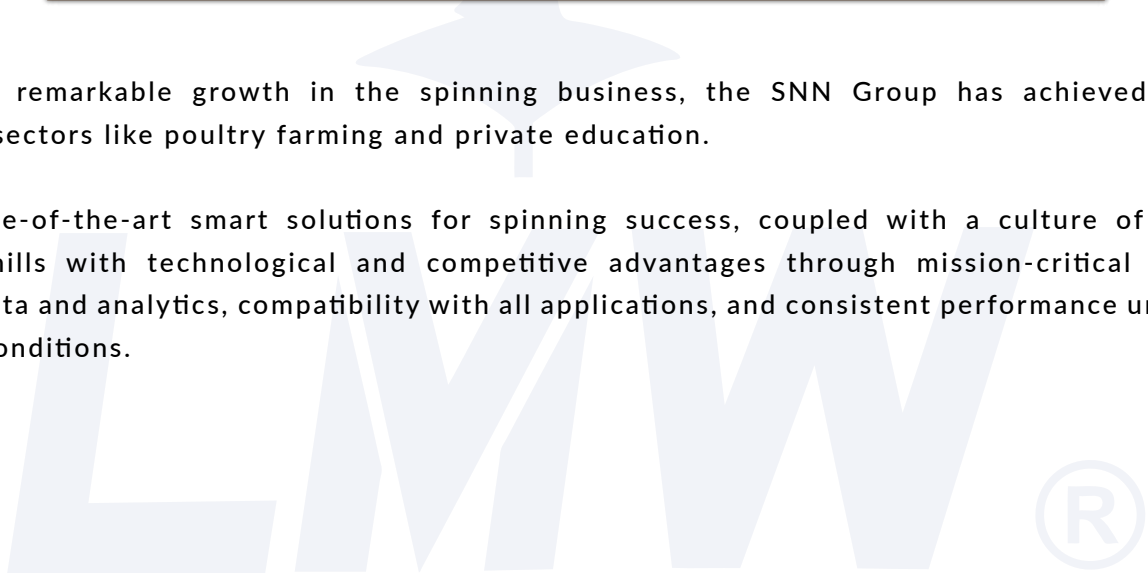 remarkable growth in the spinning business, the SNN Group has achieved
sectors like poultry farming and private education.
e-of-the-art smart solutions for spinning success, coupled with a culture of
ills with technological and competitive advantages through mission-critical
ta and analytics, compatibility with all applications, and consistent performance
onditions.
LMW®